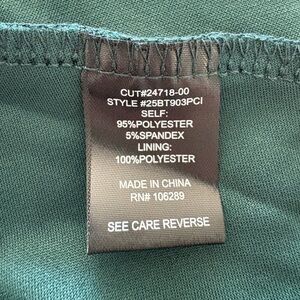 CUT#24718-00
STYLE #25BT903PCI
SELF:
95%POLYESTER
5%SPANDEX
LINING:
100%POLYESTER
MADE IN CHINA
RN# 106289
SEE CARE REVERSE